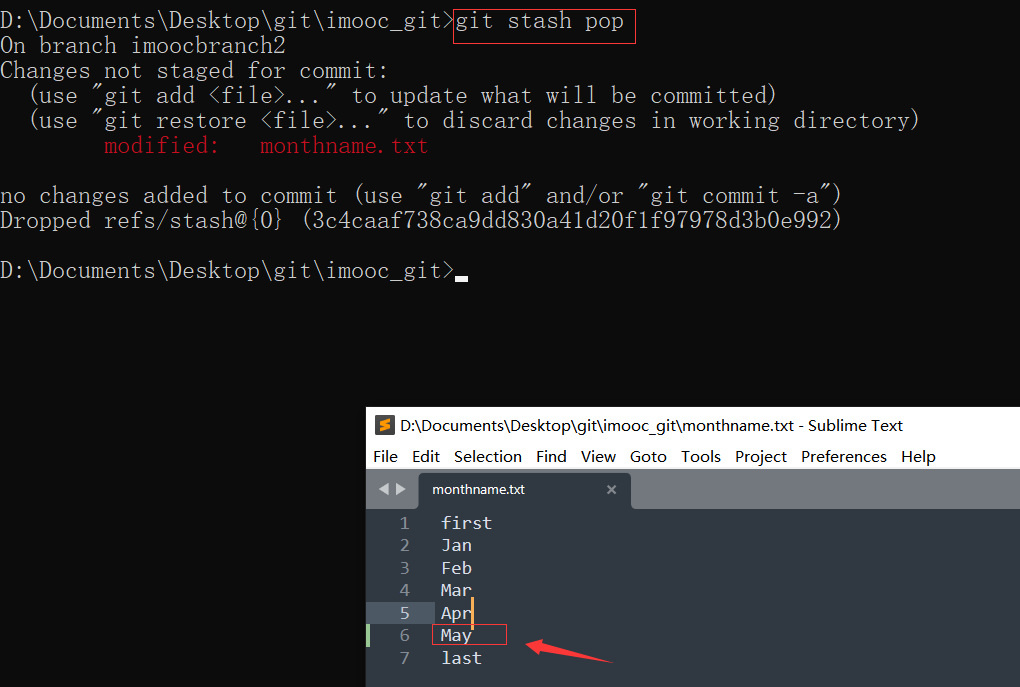 D:\Documents\Desktop\git\imooc_git>git stash pop
On branch imoocbranch2
Changes not staged for commit:
  (use "git add <file>..." to update what will be committed)
  (use "git restore <file>..." to discard changes in working directory)
        modified:   monthname.txt
no changes added to commit (use "git add" and/or "git commit -a")
Dropped refs/stash@{0} (3c4caaf738ca9dd830a41d20f1f97978d3b0e992)
D:\Documents\Desktop\git\imooc_git>
D:\Documents\Desktop\git\imooc_git\monthname.txt - Sublime Text
File Edit Selection Find View Goto Tools Project Preferences Help
monthname.txt
1 first
2 Jan
3 Feb
4 Mar
5 Apr
6 May
7 last